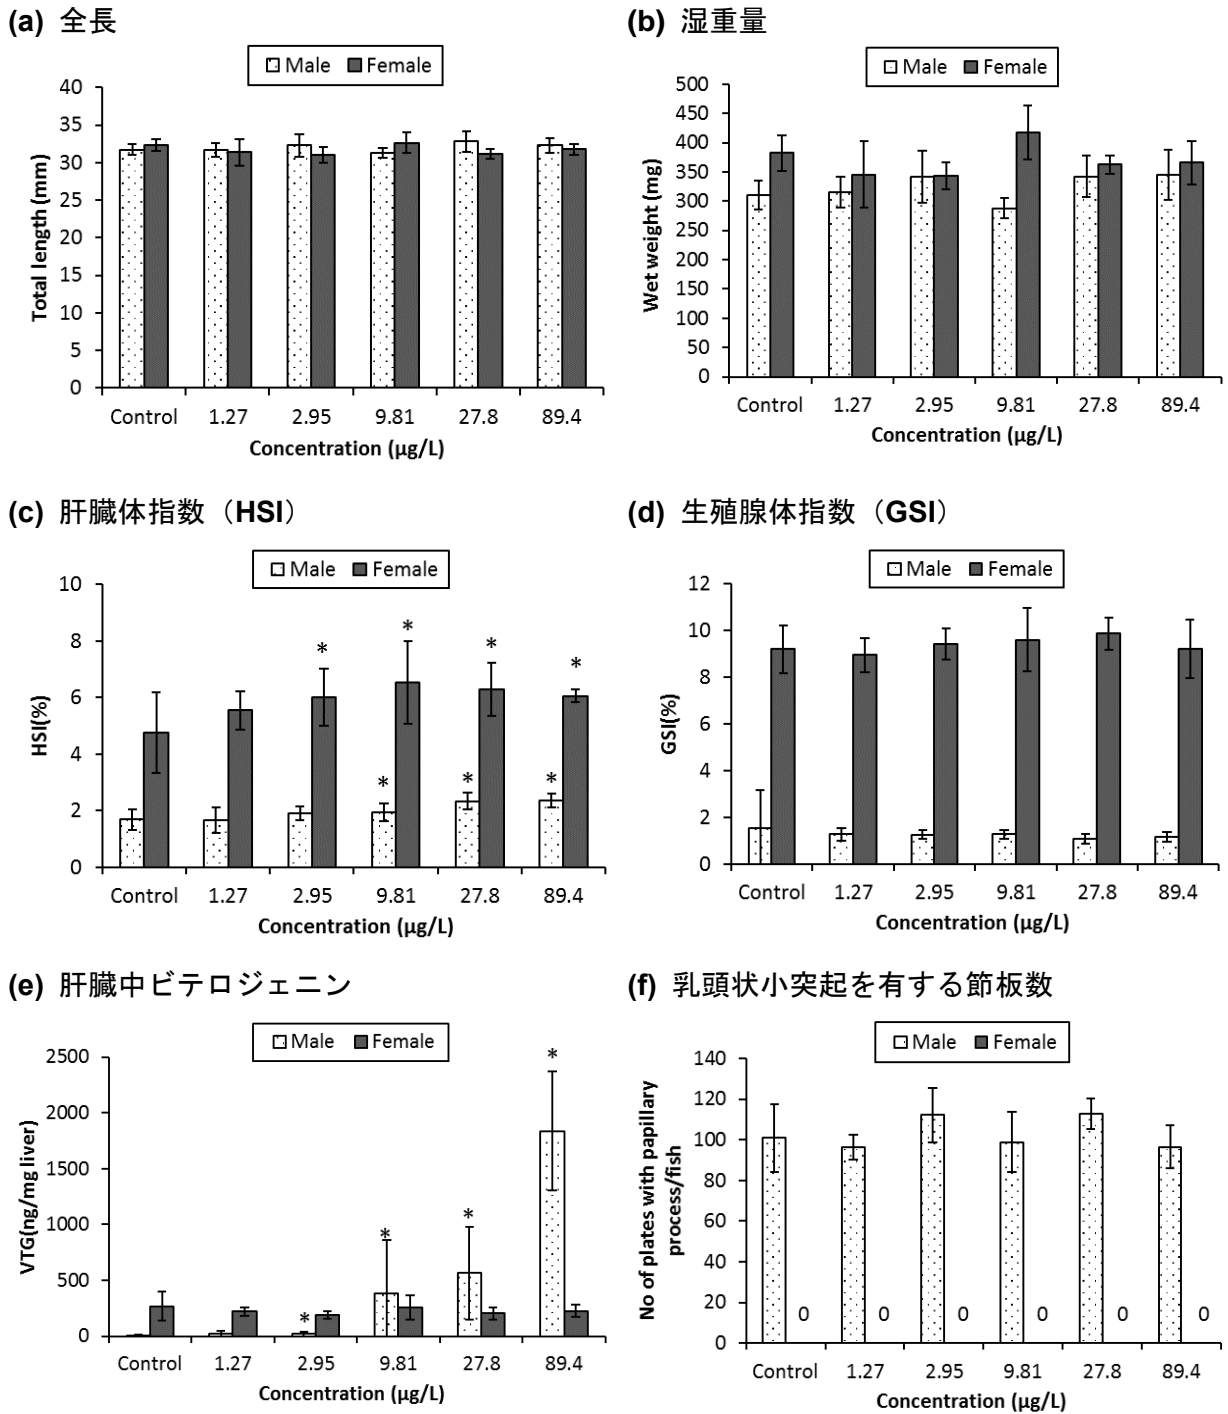 (a) 全長
Male Female
40
35
30
25
20
15
10
5
0
Total length (mm)
Control 1.27 2.95 9.81 27.8 89.4
Concentration (µg/L)
(b) 湿重量
Male Female
500
450
400
350
300
250
200
150
100
50
0
Wet weight (mg)
Control 1.27 2.95 9.81 27.8 89.4
Concentration (µg/L)
(c) 肝臓体指数（HSI）
Male Female
10
8
6
4
2
0
HSI(%)
* * * *
* * *
Control 1.27 2.95 9.81 27.8 89.4
Concentration (µg/L)
(d) 生殖腺体指数（GSI）
Male Female
12
10
8
6
4
2
0
GSI(%)
Control 1.27 2.95 9.81 27.8 89.4
Concentration (µg/L)
(e) 肝臓中ビテロジェニン
Male Female
2500
2000
1500
1000
500
0
VTG(ng/mg liver)
* * * *
Control 1.27 2.95 9.81 27.8 89.4
Concentration (µg/L)
(f) 乳頭状小突起を有する節板数
Male Female
140
120
100
80
60
40
20
0
No of plates with papillary
process/fish
0 0 0 0 0 0
Control 1.27 2.95 9.81 27.8 89.4
Concentration (µg/L)